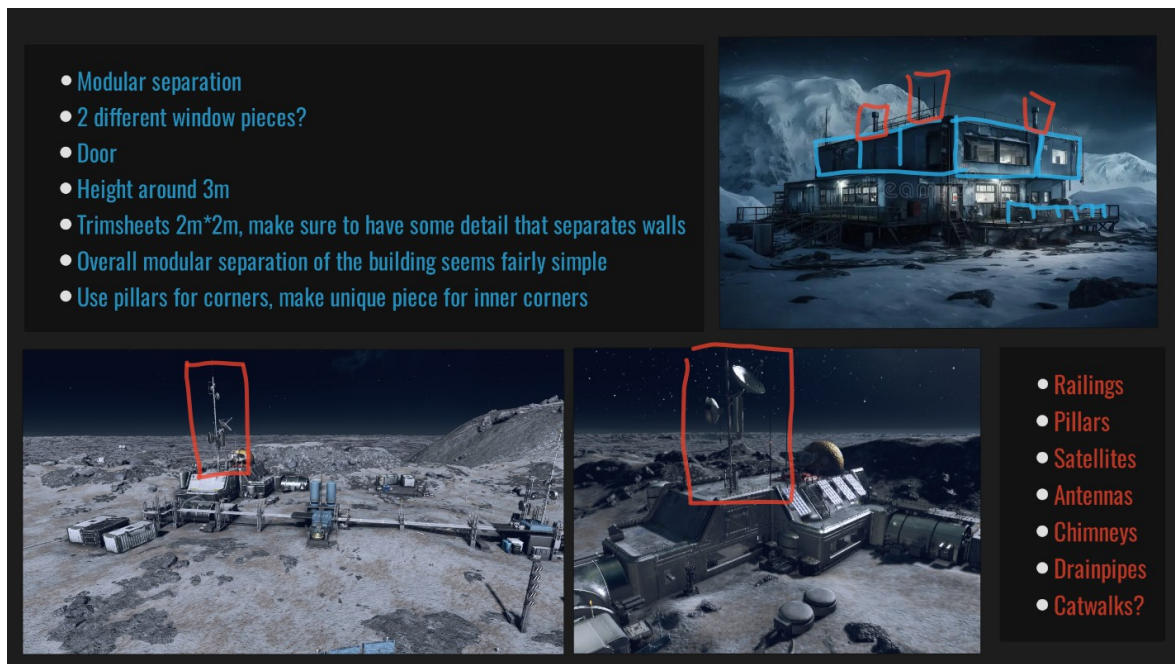 Modular separation
2 different window pieces?
Door
Height around 3m
Trimsheets 2m*2m, make sure to have some detail that separates walls
Overall modular separation of the building seems fairly simple
Use pillars for corners, make unique piece for inner corners
Railings
Pillars
Satellites
Antennas
Chimneys
Drainpipes
Catwalks?